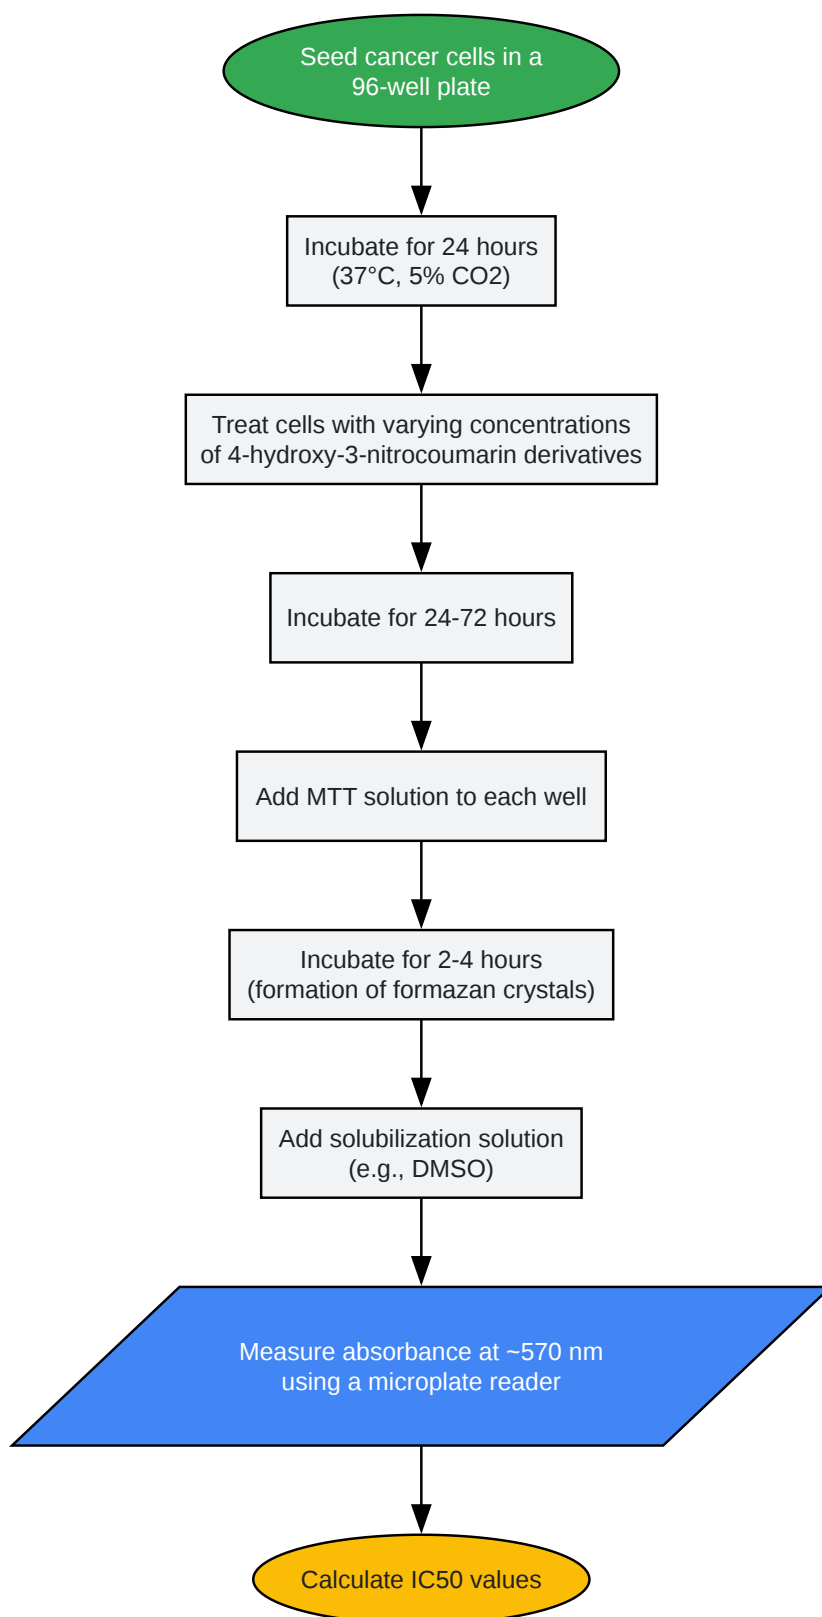 Seed cancer cells in a
96-well plate
Incubate for 24 hours
(37°C, 5% CO2)
Treat cells with varying concentrations
of 4-hydroxy-3-nitrocoumarin derivatives
Incubate for 24-72 hours
Add MTT solution to each well
Incubate for 2-4 hours
(formation of formazan crystals)
Add solubilization solution
(e.g., DMSO)
Measure absorbance at ~570 nm
using a microplate reader
Calculate IC50 values